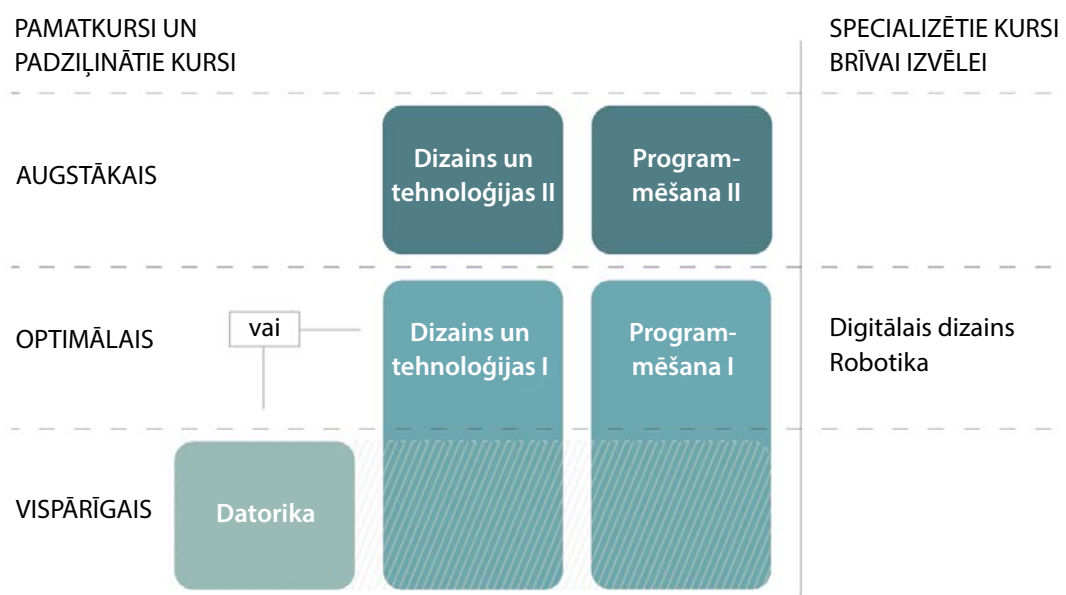 PAMATKURSI UN
PADZIĻINĀTIE KURSI
SPECIALIZĒTIE KURSI
BRĪVAI IZVĒLEI
AUGSTĀKAIS
Dizains un
tehnoloģijas II
Program-
mēšana II
OPTIMĀLAIS
vai
Dizains un
tehnoloģijas I
Program-
mēšana I
Digitālais dizains
Robotika
VISPĀRĪGAIS
Datorika